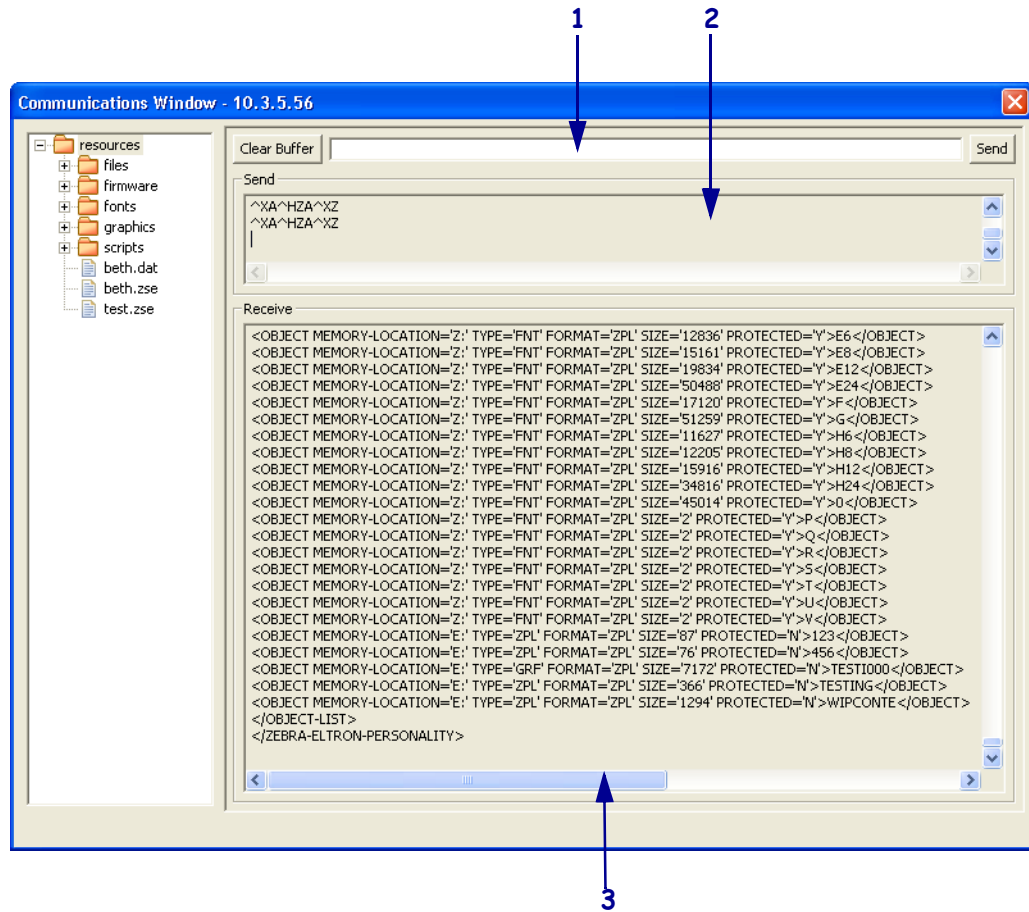 1 2
Communications Window - 10.3.5.56
resources
files
firmware
fonts
graphics
scripts
beth.dat
beth.zse
test.zse
Clear Buffer
Send
Send
^XA^HZA^XZ
^XA^HZA^XZ
Receive
<OBJECT MEMORY-LOCATION='Z:' TYPE='FNT' FORMAT='ZPL' SIZE='12836' PROTECTED='Y'>E6</OBJECT>
<OBJECT MEMORY-LOCATION='Z:' TYPE='FNT' FORMAT='ZPL' SIZE='15161' PROTECTED='Y'>E8</OBJECT>
<OBJECT MEMORY-LOCATION='Z:' TYPE='FNT' FORMAT='ZPL' SIZE='19834' PROTECTED='Y'>E12</OBJECT>
<OBJECT MEMORY-LOCATION='Z:' TYPE='FNT' FORMAT='ZPL' SIZE='50488' PROTECTED='Y'>E24</OBJECT>
<OBJECT MEMORY-LOCATION='Z:' TYPE='FNT' FORMAT='ZPL' SIZE='17120' PROTECTED='Y'>F</OBJECT>
<OBJECT MEMORY-LOCATION='Z:' TYPE='FNT' FORMAT='ZPL' SIZE='51259' PROTECTED='Y'>G</OBJECT>
<OBJECT MEMORY-LOCATION='Z:' TYPE='FNT' FORMAT='ZPL' SIZE='11627' PROTECTED='Y'>H6</OBJECT>
<OBJECT MEMORY-LOCATION='Z:' TYPE='FNT' FORMAT='ZPL' SIZE='12205' PROTECTED='Y'>H8</OBJECT>
<OBJECT MEMORY-LOCATION='Z:' TYPE='FNT' FORMAT='ZPL' SIZE='15916' PROTECTED='Y'>H12</OBJECT>
<OBJECT MEMORY-LOCATION='Z:' TYPE='FNT' FORMAT='ZPL' SIZE='34816' PROTECTED='Y'>H24</OBJECT>
<OBJECT MEMORY-LOCATION='Z:' TYPE='FNT' FORMAT='ZPL' SIZE='45014' PROTECTED='Y'>0</OBJECT>
<OBJECT MEMORY-LOCATION='Z:' TYPE='FNT' FORMAT='ZPL' SIZE='2' PROTECTED='Y'>P</OBJECT>
<OBJECT MEMORY-LOCATION='Z:' TYPE='FNT' FORMAT='ZPL' SIZE='2' PROTECTED='Y'>Q</OBJECT>
<OBJECT MEMORY-LOCATION='Z:' TYPE='FNT' FORMAT='ZPL' SIZE='2' PROTECTED='Y'>R</OBJECT>
<OBJECT MEMORY-LOCATION='Z:' TYPE='FNT' FORMAT='ZPL' SIZE='2' PROTECTED='Y'>S</OBJECT>
<OBJECT MEMORY-LOCATION='Z:' TYPE='FNT' FORMAT='ZPL' SIZE='2' PROTECTED='Y'>T</OBJECT>
<OBJECT MEMORY-LOCATION='Z:' TYPE='FNT' FORMAT='ZPL' SIZE='2' PROTECTED='Y'>U</OBJECT>
<OBJECT MEMORY-LOCATION='Z:' TYPE='FNT' FORMAT='ZPL' SIZE='2' PROTECTED='Y'>V</OBJECT>
<OBJECT MEMORY-LOCATION='E:' TYPE='ZPL' FORMAT='ZPL' SIZE='87' PROTECTED='N'>123</OBJECT>
<OBJECT MEMORY-LOCATION='E:' TYPE='ZPL' FORMAT='ZPL' SIZE='76' PROTECTED='N'>456</OBJECT>
<OBJECT MEMORY-LOCATION='E:' TYPE='GRF' FORMAT='ZPL' SIZE='7172' PROTECTED='N'>TESTI000</OBJECT>
<OBJECT MEMORY-LOCATION='E:' TYPE='ZPL' FORMAT='ZPL' SIZE='366' PROTECTED='N'>TESTING</OBJECT>
<OBJECT MEMORY-LOCATION='E:' TYPE='ZPL' FORMAT='ZPL' SIZE='1294' PROTECTED='N'>WIPCONTE</OBJECT>
</OBJECT-LIST>
</ZEBRA-ELTRON-PERSONALITY>
3